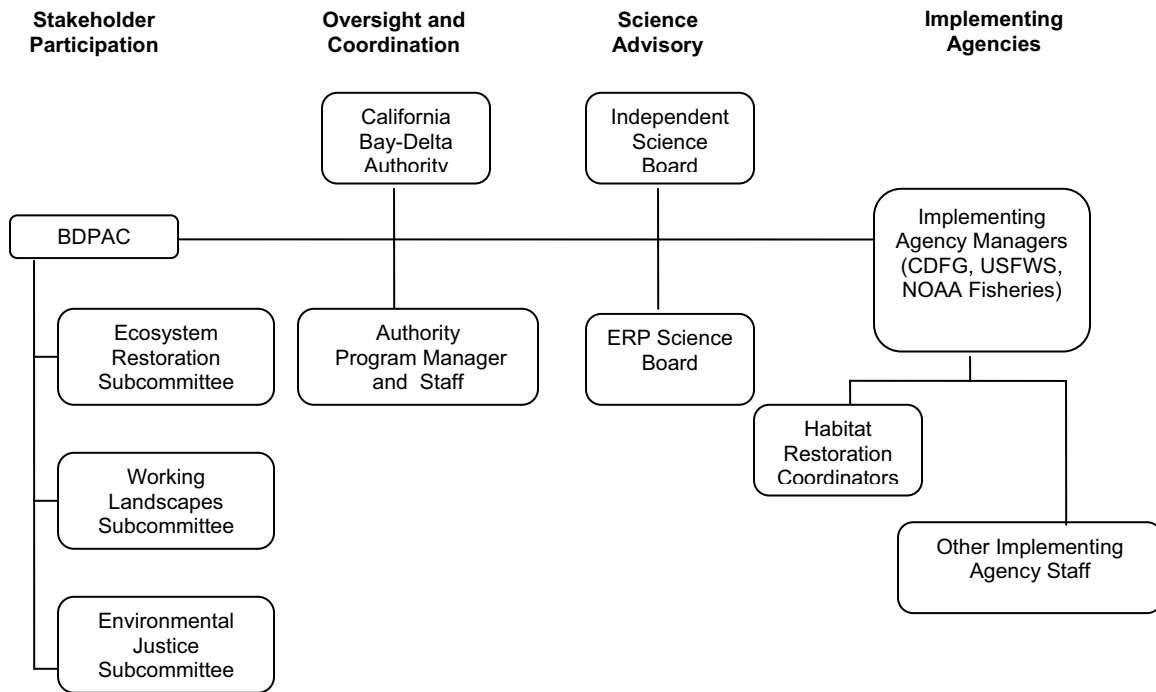 Stakeholder
Participation
Oversight and
Coordination
Science
Advisory
Implementing
Agencies
California
Bay-Delta
Authority
Independent
Science
Board
BDPAC
Implementing
Agency Managers
(CDFG, USFWS,
NOAA Fisheries)
Ecosystem
Restoration
Subcommittee
Authority
Program Manager
and Staff
ERP Science
Board
Habitat
Restoration
Coordinators
Working
Landscapes
Subcommittee
Other Implementing
Agency Staff
Environmental
Justice
Subcommittee